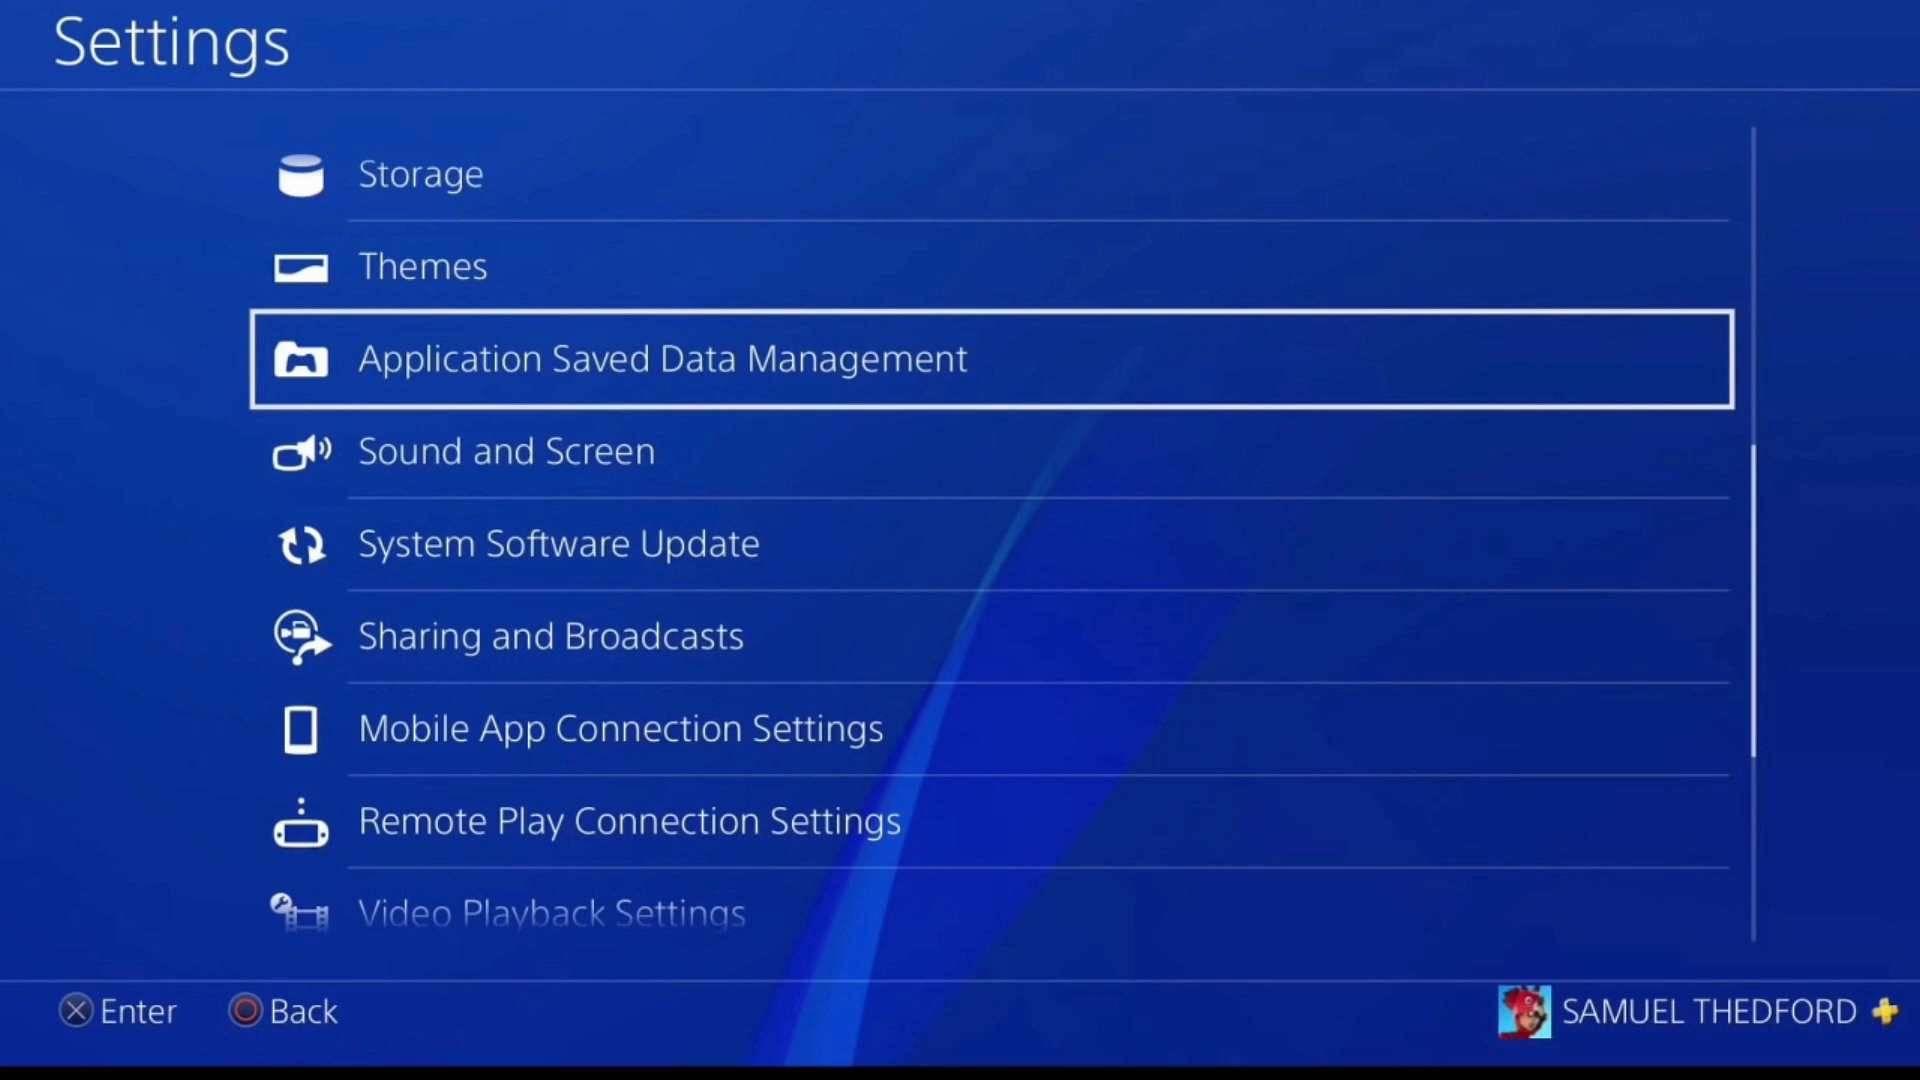 Settings
Storage
Themes
Application Saved Data Management
Sound and Screen
System Software Update
Sharing and Broadcasts
Mobile App Connection Settings
Remote Play Connection Settings
Video Playback Settings
Enter Back SAMUEL THEDFORD